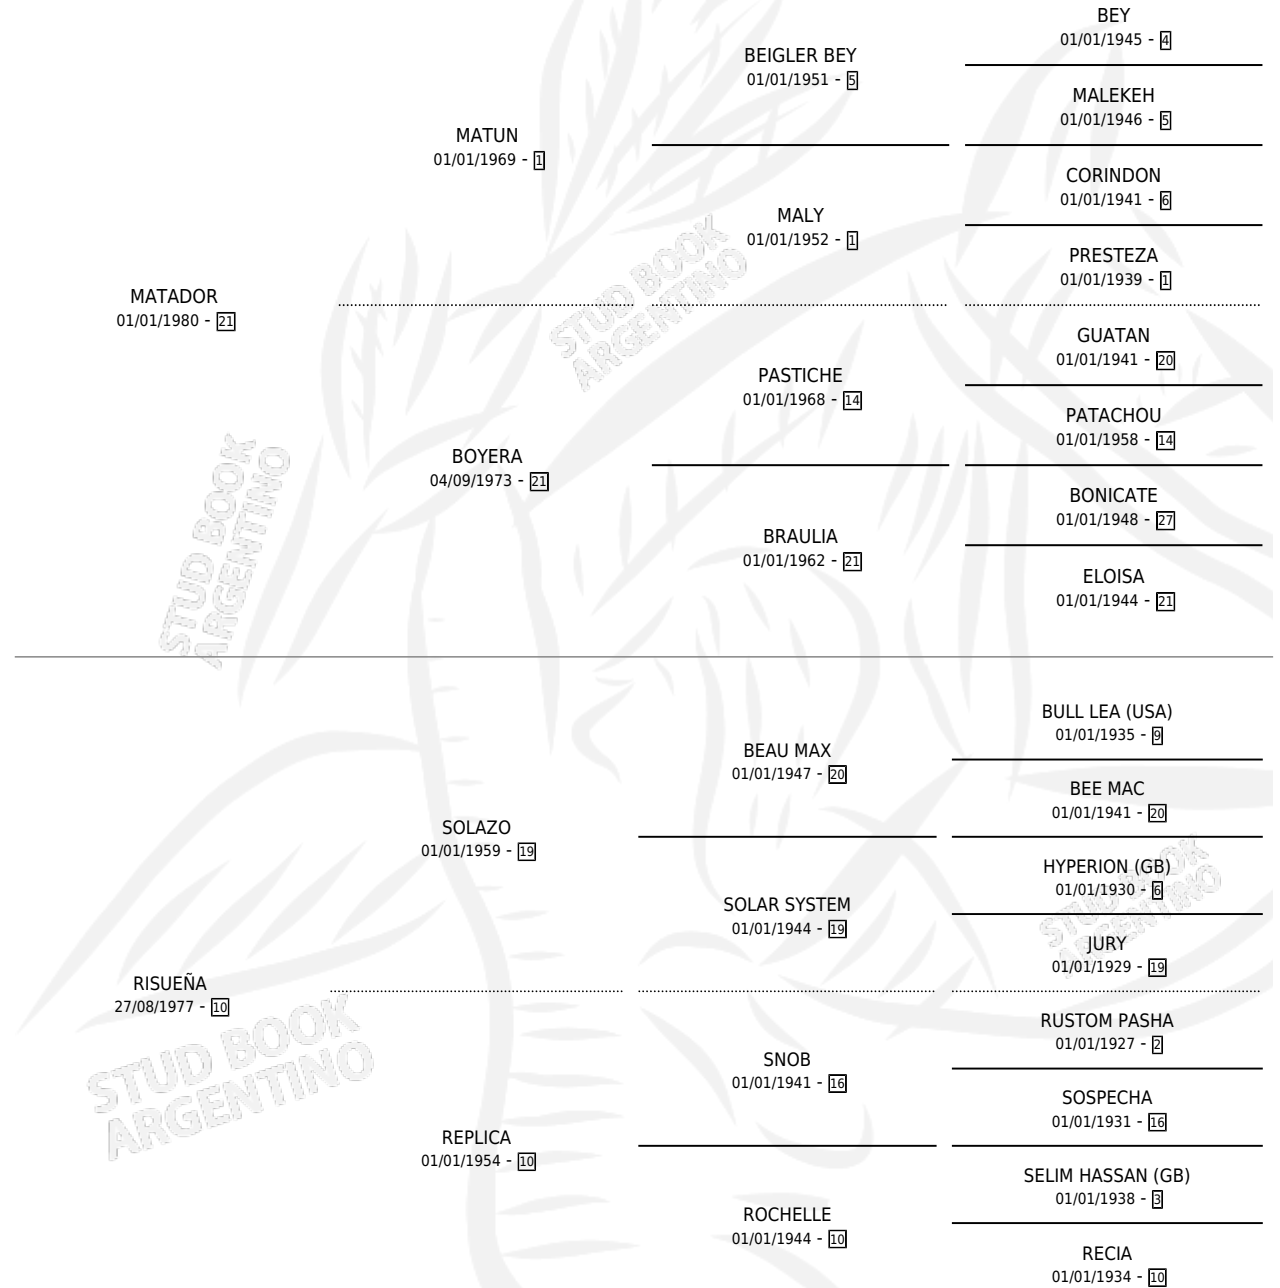 BEY
01/01/1945 - 4
BEIGLER BEY
01/01/1951 - 5
MALEKEH
01/01/1946 - 5
MATUN
01/01/1969 - 1
CORINDON
01/01/1941 - 6
MALY
01/01/1952 - 1
PRESTEZA
01/01/1939 - 1
MATADOR
01/01/1980 - 21
GUATAN
01/01/1941 - 20
PASTICHE
01/01/1968 - 14
PATACHOU
01/01/1958 - 14
BOYERA
04/09/1973 - 21
BONICATE
01/01/1948 - 27
BRAULIA
01/01/1962 - 21
ELOISA
01/01/1944 - 21
BULL LEA (USA)
01/01/1935 - 9
BEAU MAX
01/01/1947 - 20
BEE MAC
01/01/1941 - 20
SOLAZO
01/01/1959 - 19
HYPERION (GB)
01/01/1930 - 6
SOLAR SYSTEM
01/01/1944 - 19
JURY
01/01/1929 - 19
RISUEÑA
27/08/1977 - 10
RUSTOM PASHA
01/01/1927 - 2
SNOB
01/01/1941 - 16
SOSPECHA
01/01/1931 - 16
REPLICA
01/01/1954 - 10
SELIM HASSAN (GB)
01/01/1938 - 3
ROCHELLE
01/01/1944 - 10
RECIA
01/01/1934 - 10
STUD BOOK
ARGENTINO
STUD BOOK
ARGENTINO
STUD BOOK
ARGENTINO
STUD BOOK
ARGENTINO